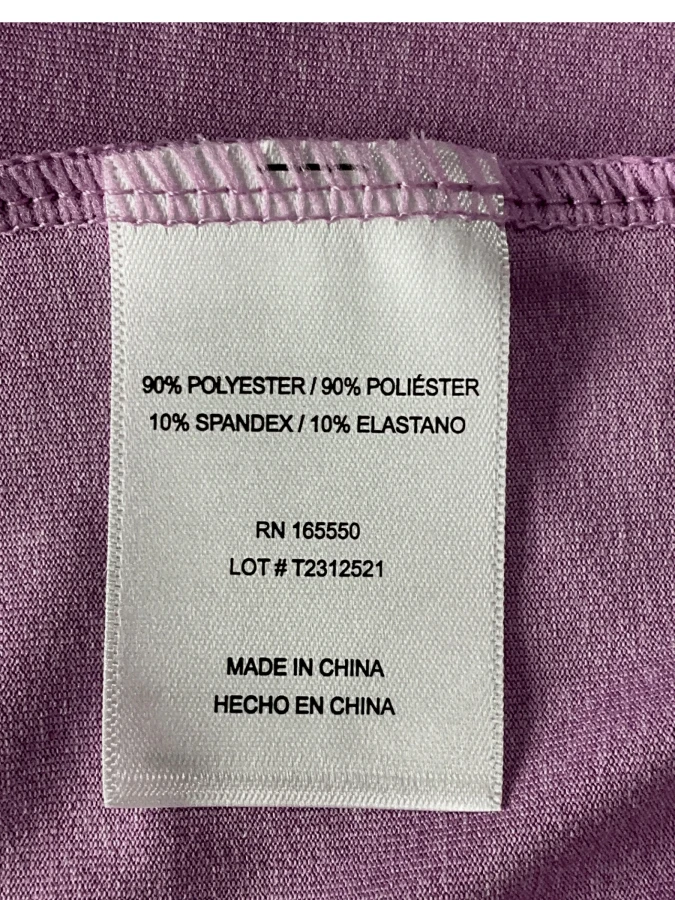 90% POLYESTER / 90% POLIÉSTER
10% SPANDEX / 10% ELASTANO
RN 165550
LOT # T2312521
MADE IN CHINA
HECHO EN CHINA